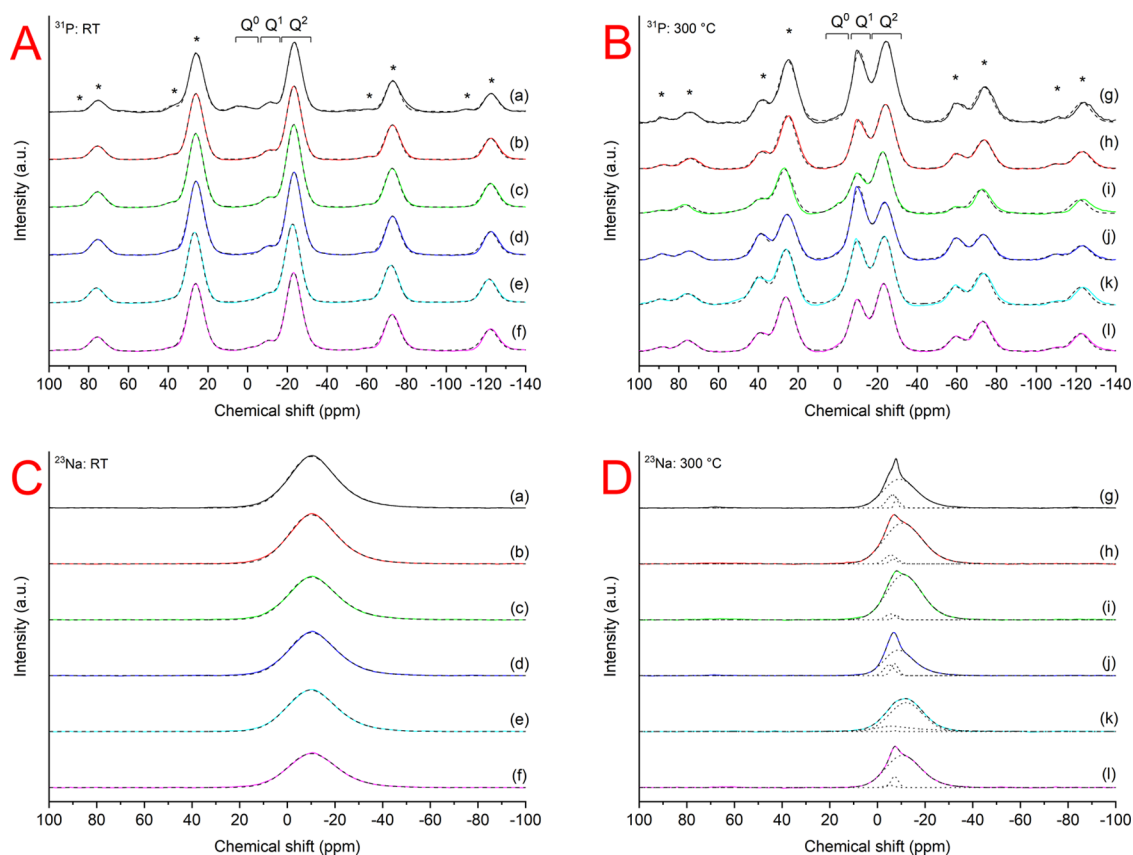 A
³¹P: RT
Q⁰ Q¹ Q²
* * * * * * * *
(a)
(b)
(c)
(d)
(e)
(f)
Intensity (a.u.)
100 80 60 40 20 0 -20 -40 -60 -80 -100 -120 -140
Chemical shift (ppm)
B
³¹P: 300 °C
Q⁰ Q¹ Q²
* * * * * * * *
(g)
(h)
(i)
(j)
(k)
(l)
Intensity (a.u.)
100 80 60 40 20 0 -20 -40 -60 -80 -100 -120 -140
Chemical shift (ppm)
C
²³Na: RT
(a)
(b)
(c)
(d)
(e)
(f)
Intensity (a.u.)
100 80 60 40 20 0 -20 -40 -60 -80 -100
Chemical shift (ppm)
D
²³Na: 300 °C
(g)
(h)
(i)
(j)
(k)
(l)
Intensity (a.u.)
100 80 60 40 20 0 -20 -40 -60 -80 -100
Chemical shift (ppm)